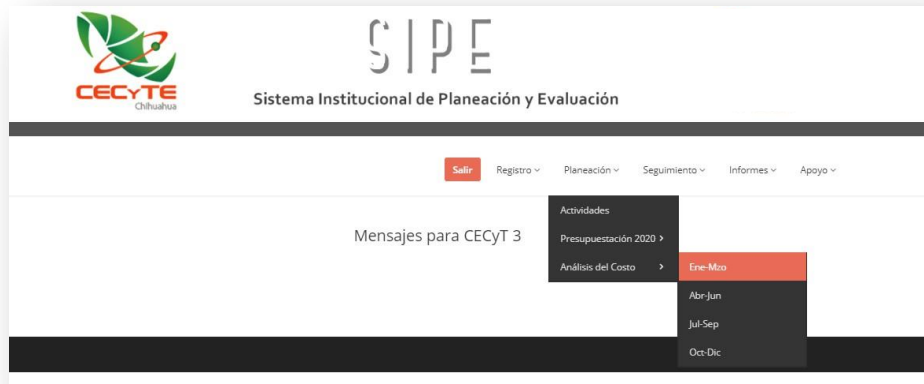 SIPE
CECyTE
Chihuahua
Sistema Institucional de Planeación y Evaluación
Salir Registro Planeación Seguimiento Informes Apoyo
Mensajes para CECyT 3
Actividades
Presupuestación 2020
Análisis del Costo
Ene-Mzo
Abr-Jun
Jul-Sep
Oct-Dic